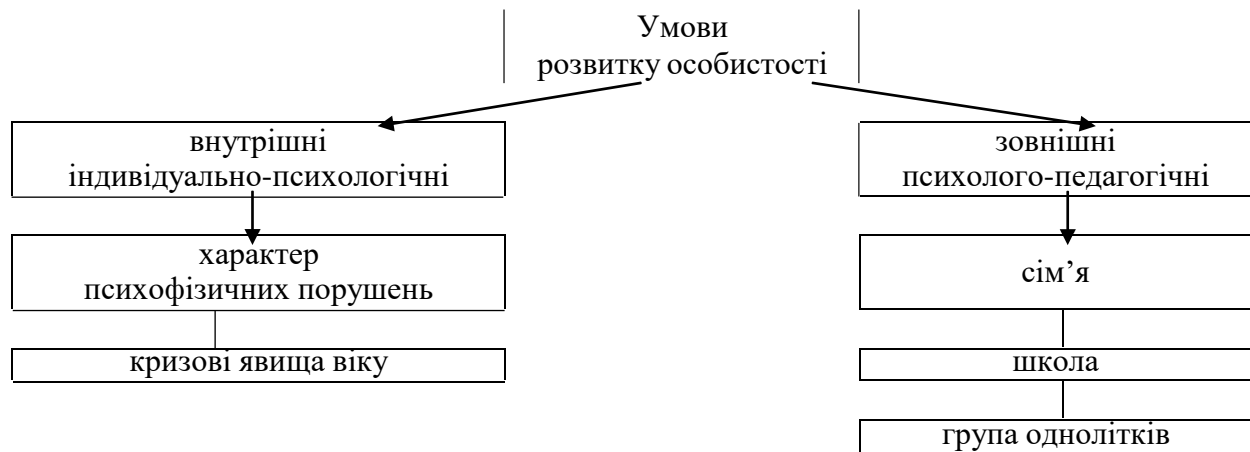 Умови
розвитку особистості
внутрішні
індивідуально-психологічні
зовнішні
психолого-педагогічні
характер
психофізичних порушень
сім’я
кризові явища віку
школа
група однолітків